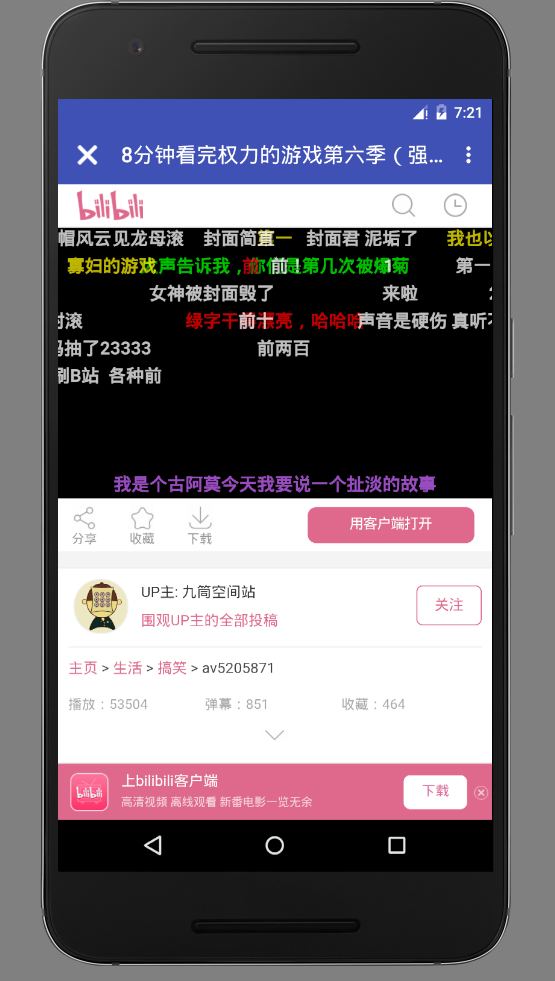 7:21
8分钟看完权力的游戏第六季（强...
bilibili
帽风云见龙母滚 封面简直 一 封面君 泥垢了 我也以
寡妇的游戏 声告诉我， 前 前！ 是第几次被爆菊 1 第一
女神被封面毁了 来啦
滚 绿字干 漂亮，哈哈哈 前十 声音是硬伤 真听不
抽了23333 前两百
刷B站 各种前
我是个古阿莫今天我要说一个扯淡的故事
分享 收藏 下载 用客户端打开
UP主: 九筒空间站
围观UP主的全部投稿
关注
主页 > 生活 > 搞笑 > av5205871
播放：53504 弹幕：851 收藏：464
bilibili
上bilibili客户端
高清视频 离线观看 新番电影一览无余
下载